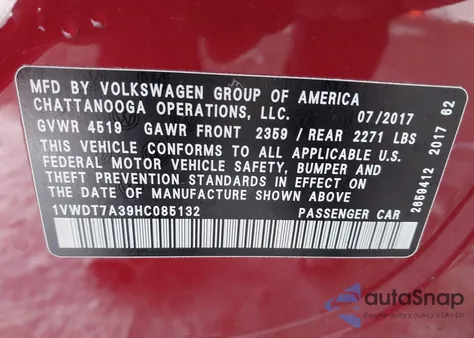 MFD BY VOLKSWAGEN GROUP OF AMERICA
CHATTANOOGA OPERATIONS, LLC. 07/2017
GVWR 4519 GAWR FRONT 2359 / REAR 2271 LBS
THIS VEHICLE CONFORMS TO ALL APPLICABLE U.S.
FEDERAL MOTOR VEHICLE SAFETY, BUMPER AND
THEFT PREVENTION STANDARDS IN EFFECT ON
THE DATE OF MANUFACTURE SHOWN ABOVE
1VWDT7A39HC085132 PASSENGER CAR
2659412 2017 62
autoSnap